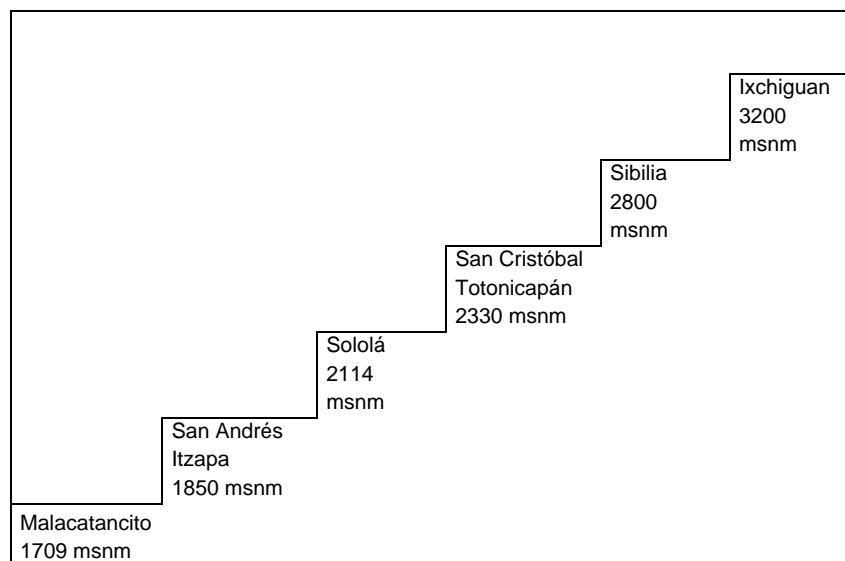 Ixchiguan
3200
msnm
Sibilia
2800
msnm
San Cristóbal
Totonicapán
2330 msnm
Sololá
2114
msnm
San Andrés
Itzapa
1850 msnm
Malacatancito
1709 msnm